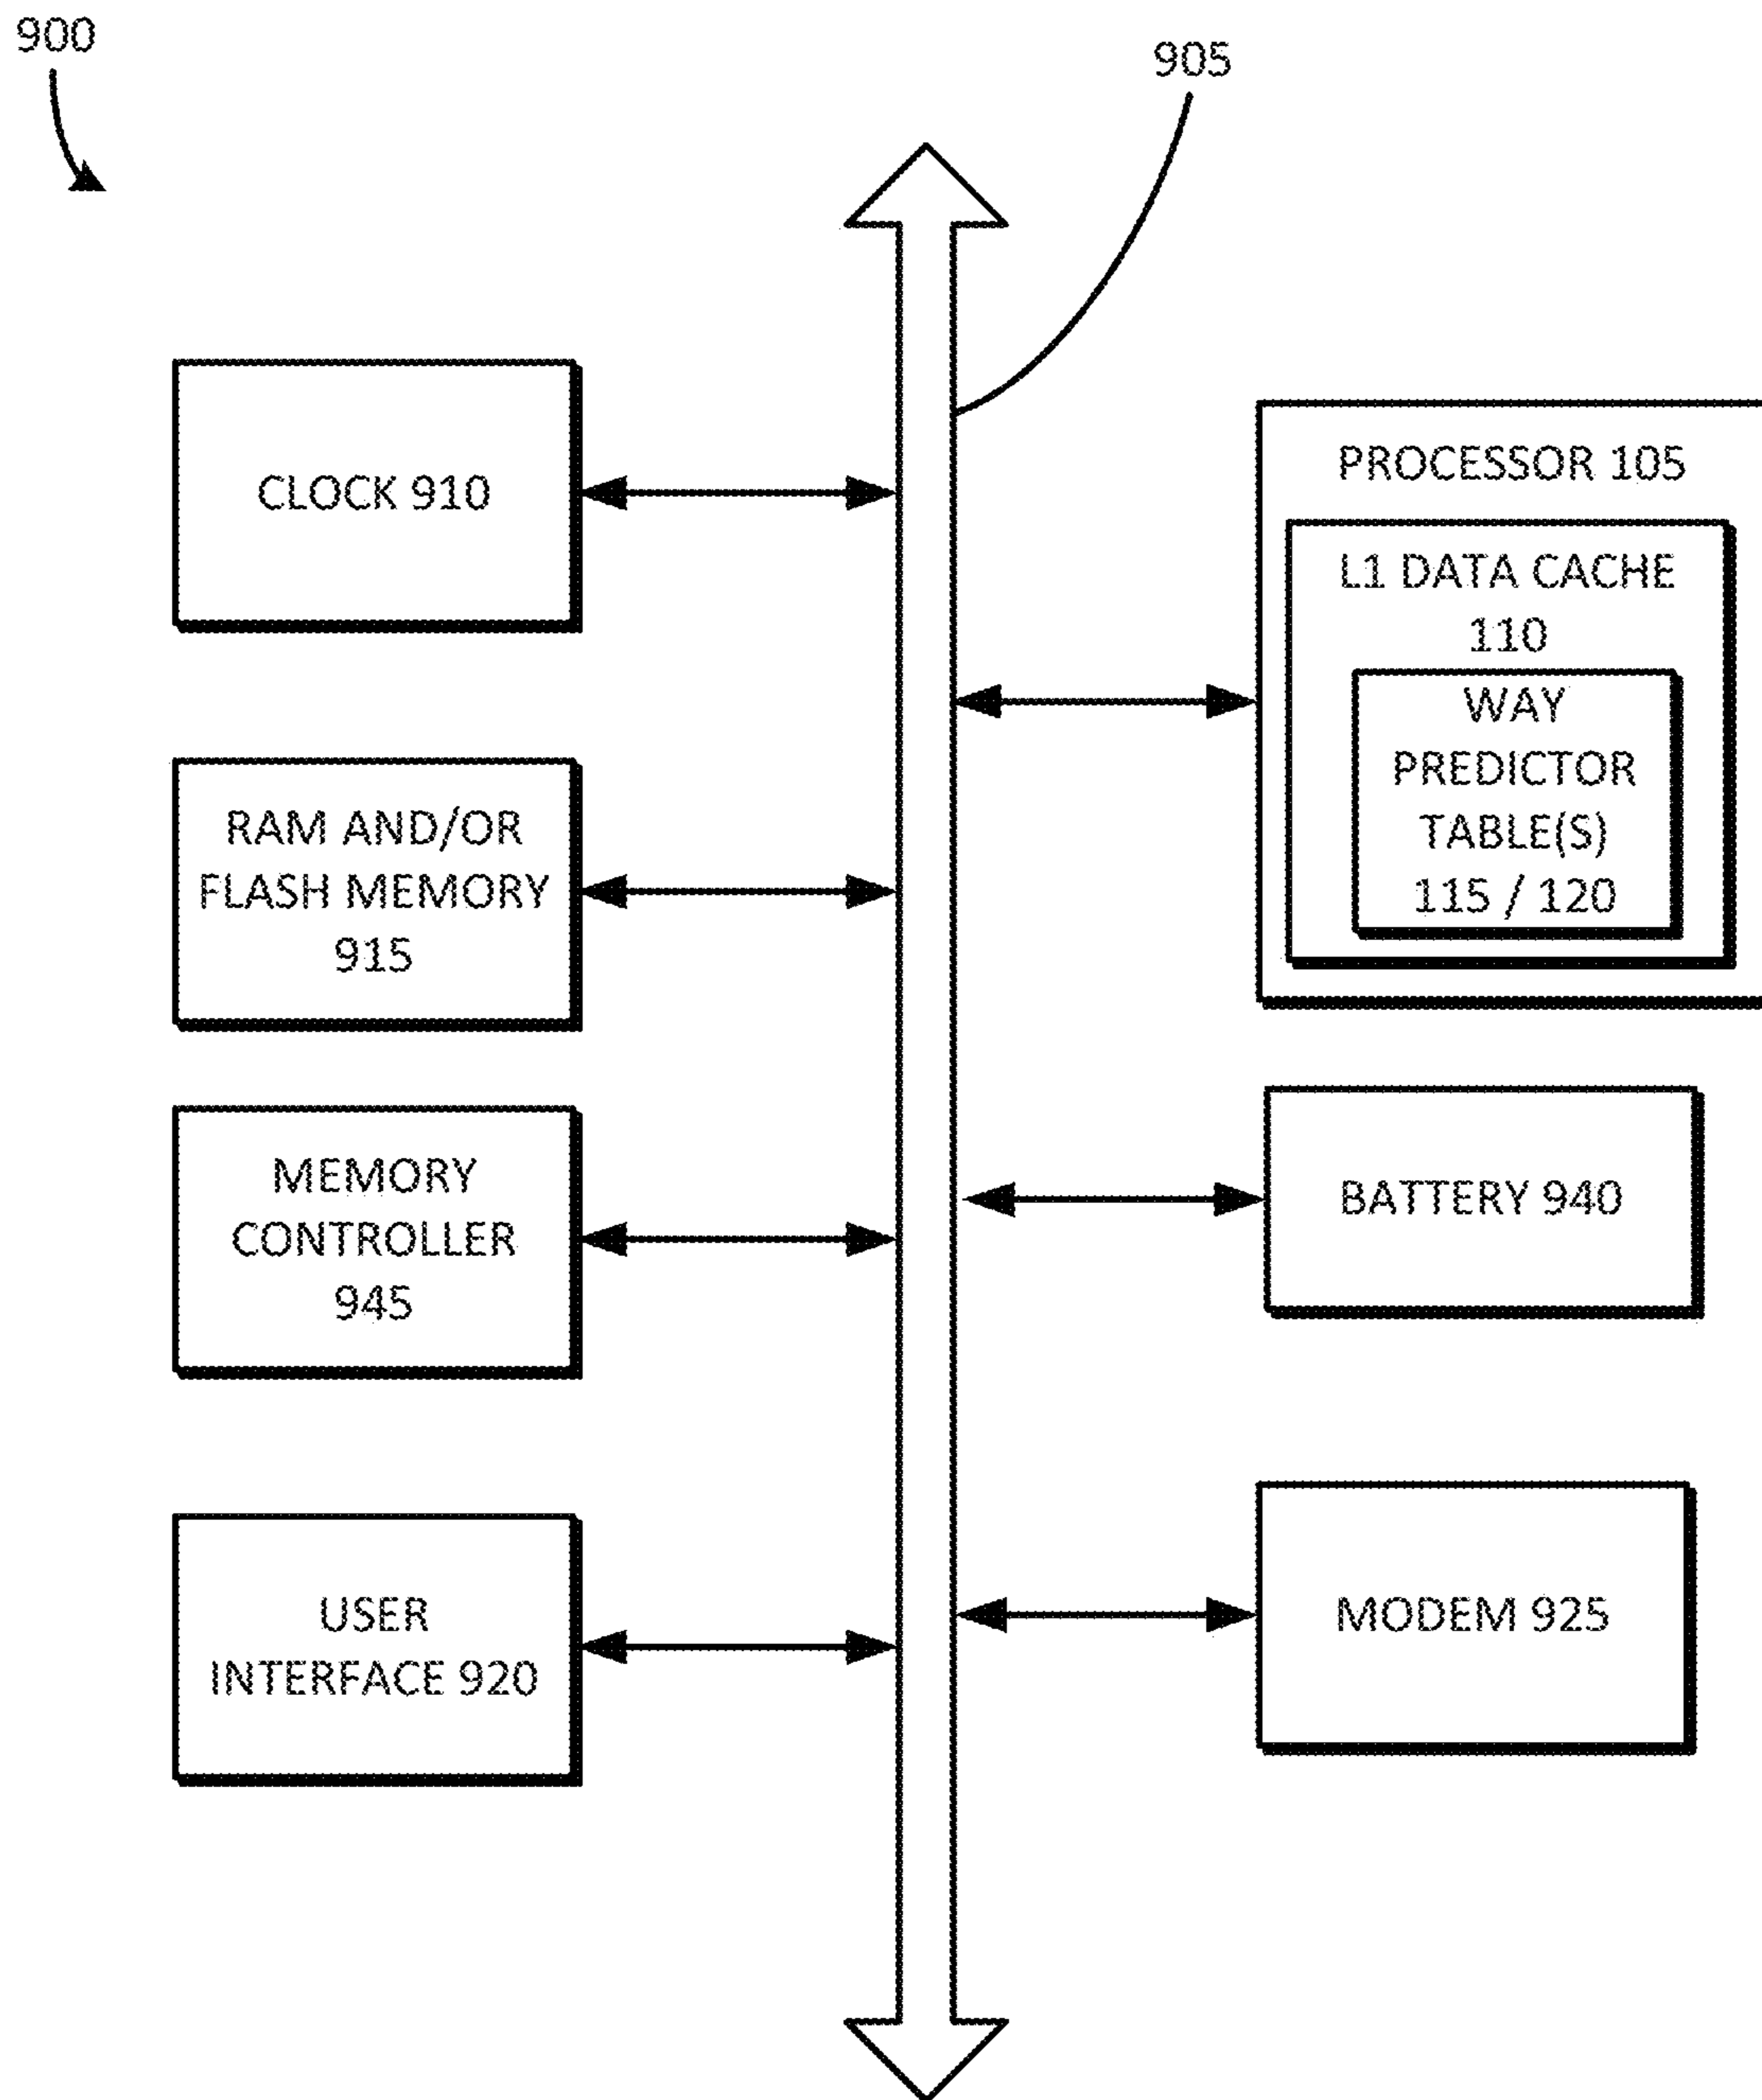 900
905
CLOCK 910
RAM AND/OR
FLASH MEMORY
915
MEMORY
CONTROLLER
945
USER
INTERFACE 920
PROCESSOR 105
L1 DATA CACHE
110
WAY
PREDICTOR
TABLE(S)
115 / 120
BATTERY 940
MODEM 925